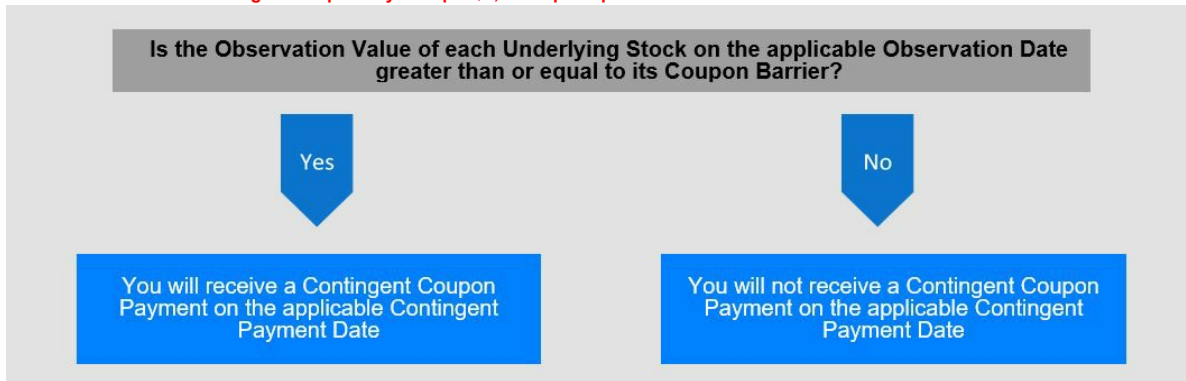 Is the Observation Value of each Underlying Stock on the applicable Observation Date
greater than or equal to its Coupon Barrier?
Yes
No
You will receive a Contingent Coupon
Payment on the applicable Contingent
Payment Date
You will not receive a Contingent Coupon
Payment on the applicable Contingent
Payment Date